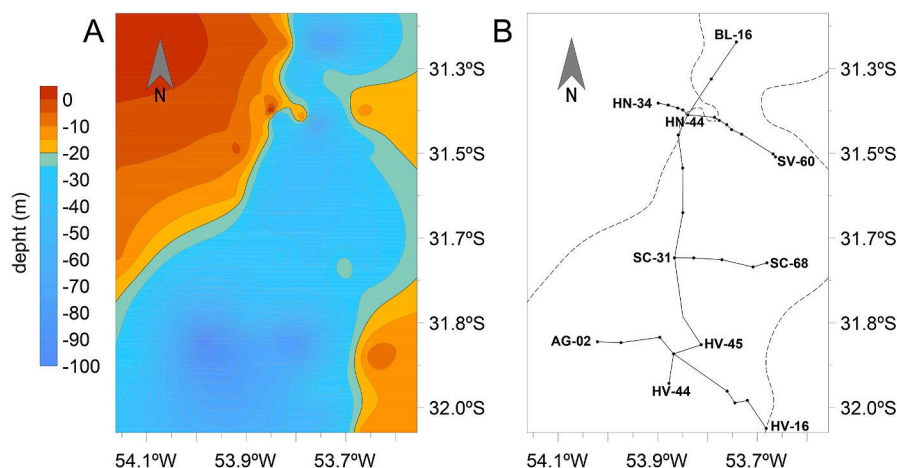 A
N
depht (m)
0
-10
-20
-30
-40
-50
-60
-70
-80
-90
-100
54.1ºW
53.9ºW
53.7ºW
31.3ºS
31.5ºS
31.7ºS
31.8ºS
32.0ºS
B
N
BL-16
HN-34
HN-44
SV-60
SC-31
SC-68
AG-02
HV-45
HV-44
HV-16
54.1ºW
53.9ºW
53.7ºW
31.3ºS
31.5ºS
31.7ºS
31.8ºS
32.0ºS